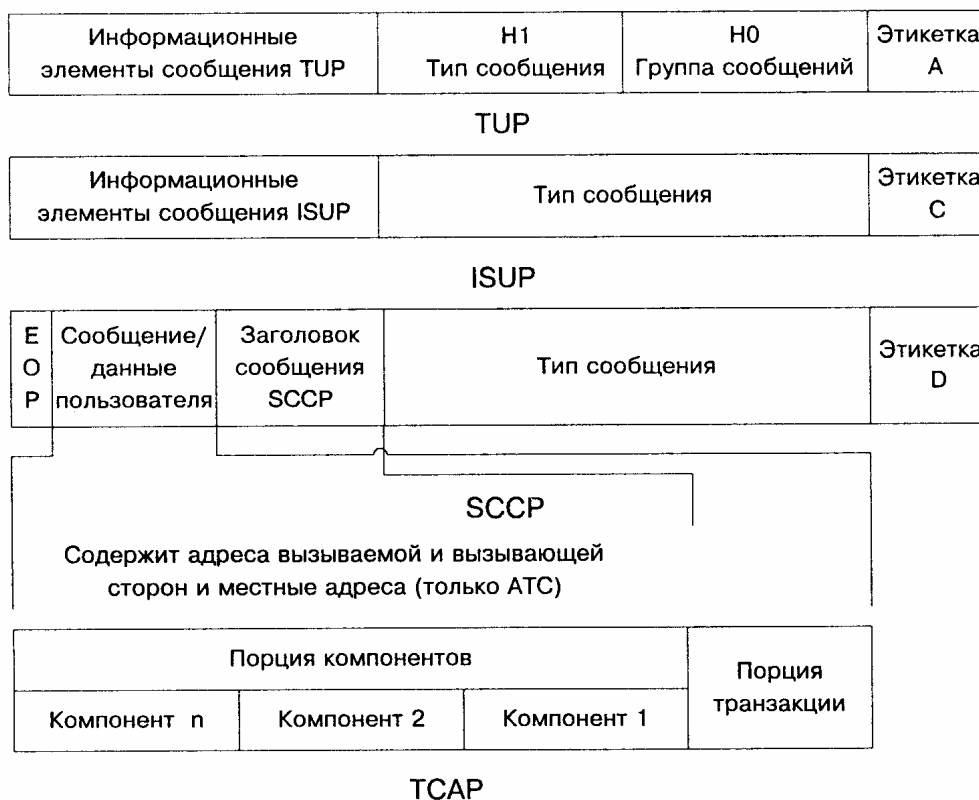 Информационные
элементы сообщения TUP
H1
Тип сообщения
H0
Группа сообщений
Этикетка
A
TUP
Информационные
элементы сообщения ISUP
Тип сообщения
Этикетка
C
ISUP
E
O
P
Сообщение/
данные
пользователя
Заголовок
сообщения
SCCP
Тип сообщения
Этикетка
D
SCCP
Содержит адреса вызываемой и вызывающей
сторон и местные адреса (только АТС)
Порция компонентов
Порция
транзакции
Компонент n
Компонент 2
Компонент 1
TCAP